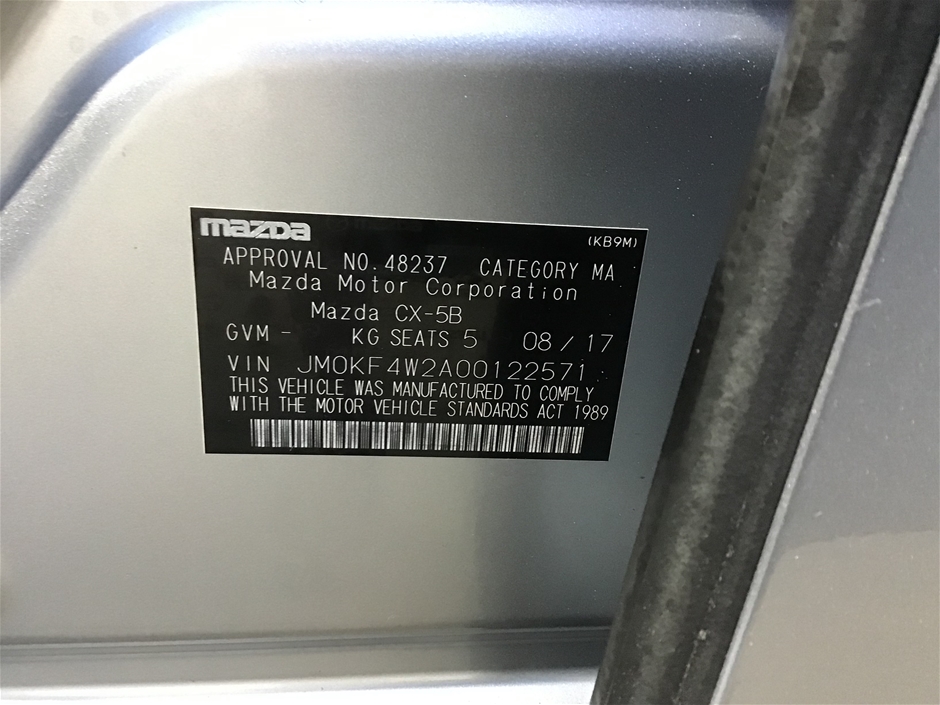 mazda
(KB9M)
APPROVAL NO.48237 CATEGORY MA
Mazda Motor Corporation
Mazda CX-5B
GVM - KG SEATS 5 08 / 17
VIN JM0KF4W2A00122571
THIS VEHICLE WAS MANUFACTURED TO COMPLY
WITH THE MOTOR VEHICLE STANDARDS ACT 1989